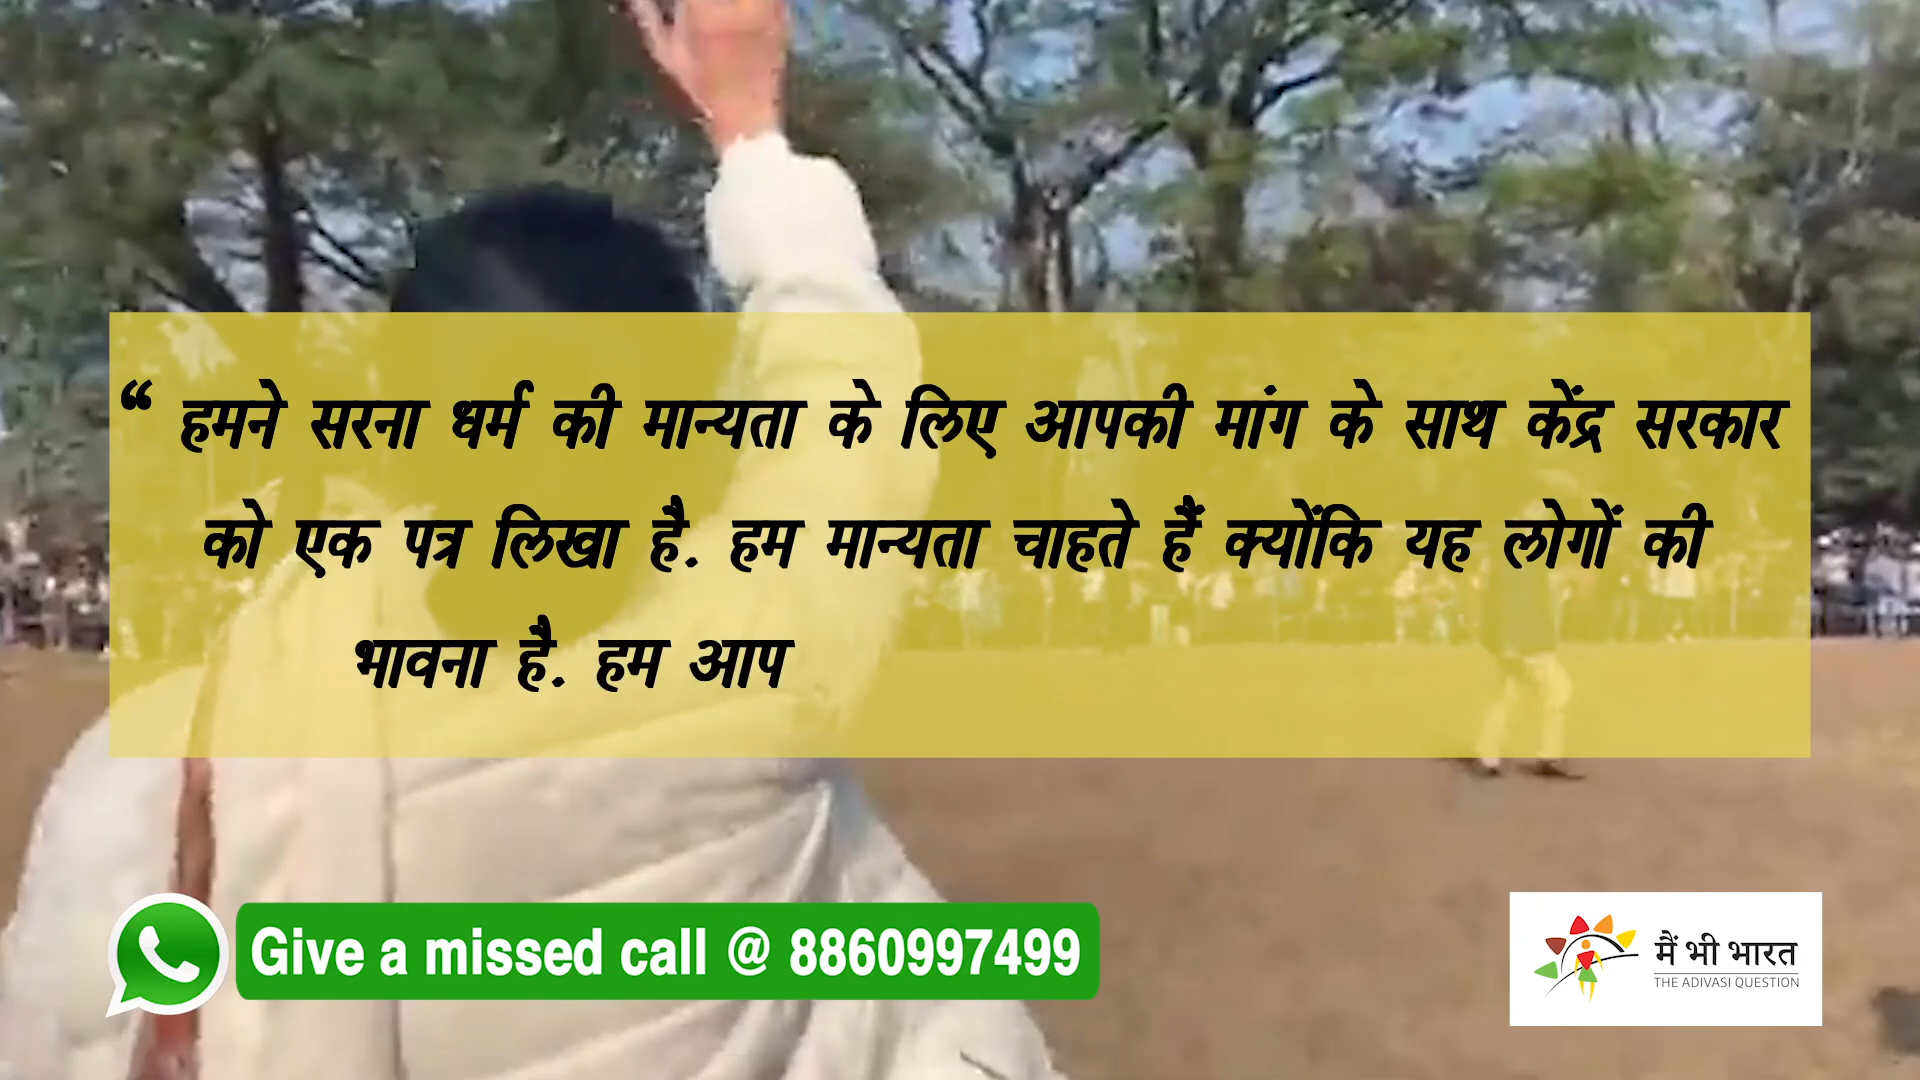 “ हमने सरना धर्म की मान्यता के लिए आपकी मांग के साथ केंद्र सरकार
को एक पत्र लिखा है. हम मान्यता चाहते हैं क्योंकि यह लोगों की
भावना है. हम आप
Give a missed call @ 8860997499
मैं भी भारत
THE ADIVASI QUESTION